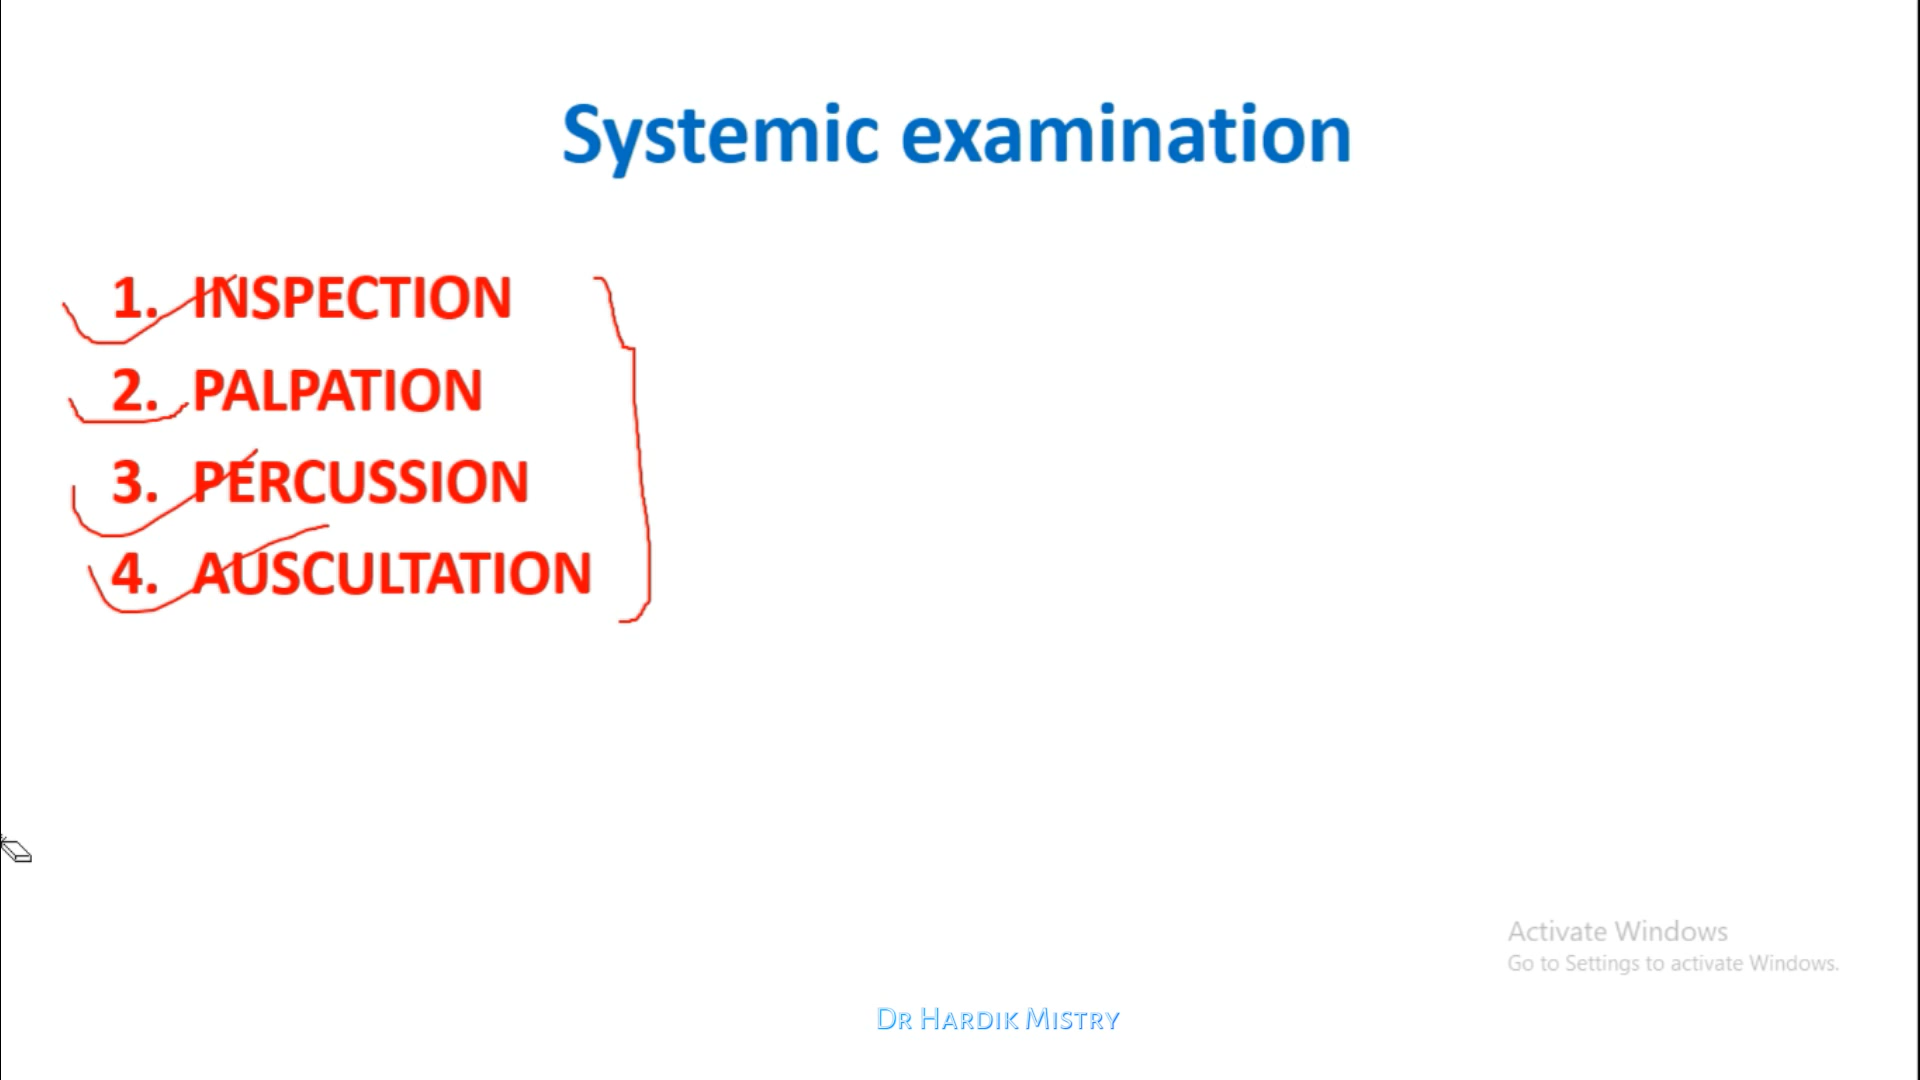 Systemic examination
1. INSPECTION
2. PALPATION
3. PERCUSSION
4. AUSCULTATION
Activate Windows
Go to Settings to activate Windows.
Dr Hardik Mistry